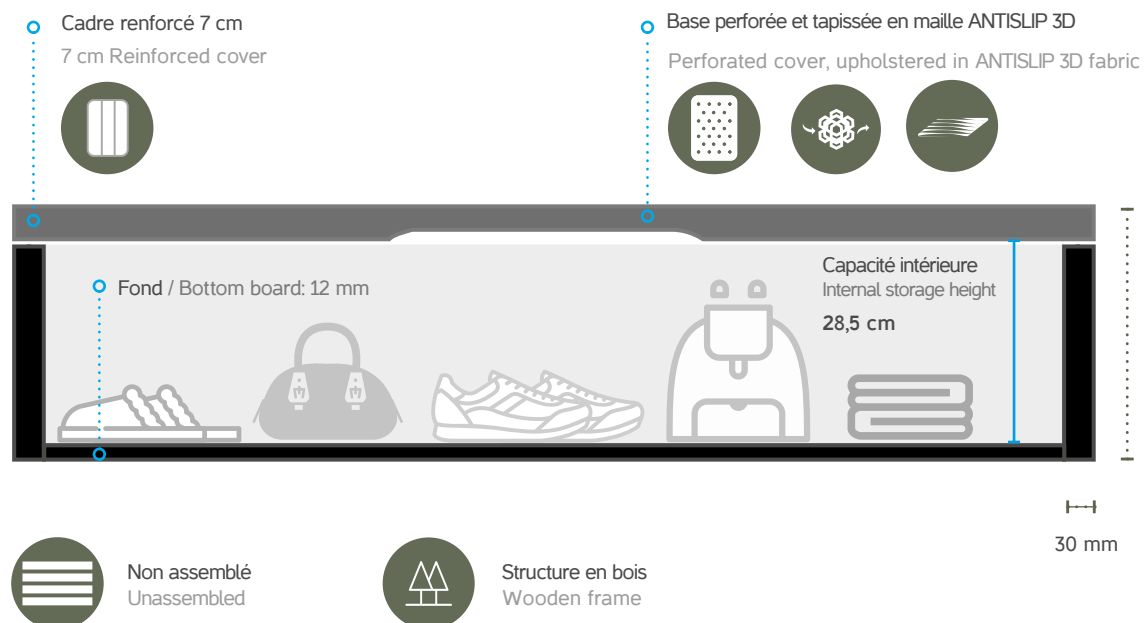 Cadre renforcé 7 cm
7 cm Reinforced cover
Base perforée et tapissée en maille ANTISLIP 3D
Perforated cover, upholstered in ANTISLIP 3D fabric
Fond / Bottom board: 12 mm
Capacité intérieure
Internal storage height
28,5 cm
30 mm
Non assemblé
Unassembled
Structure en bois
Wooden frame